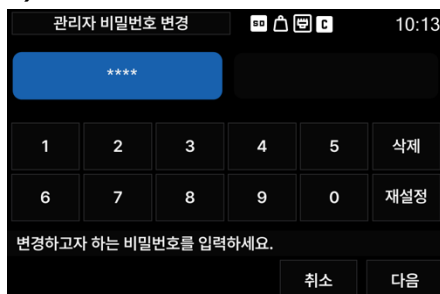 관리자 비밀번호 변경 SD C 10:13
****
1 2 3 4 5 삭제
6 7 8 9 0 재설정
변경하고자 하는 비밀번호를 입력하세요.
취소 다음